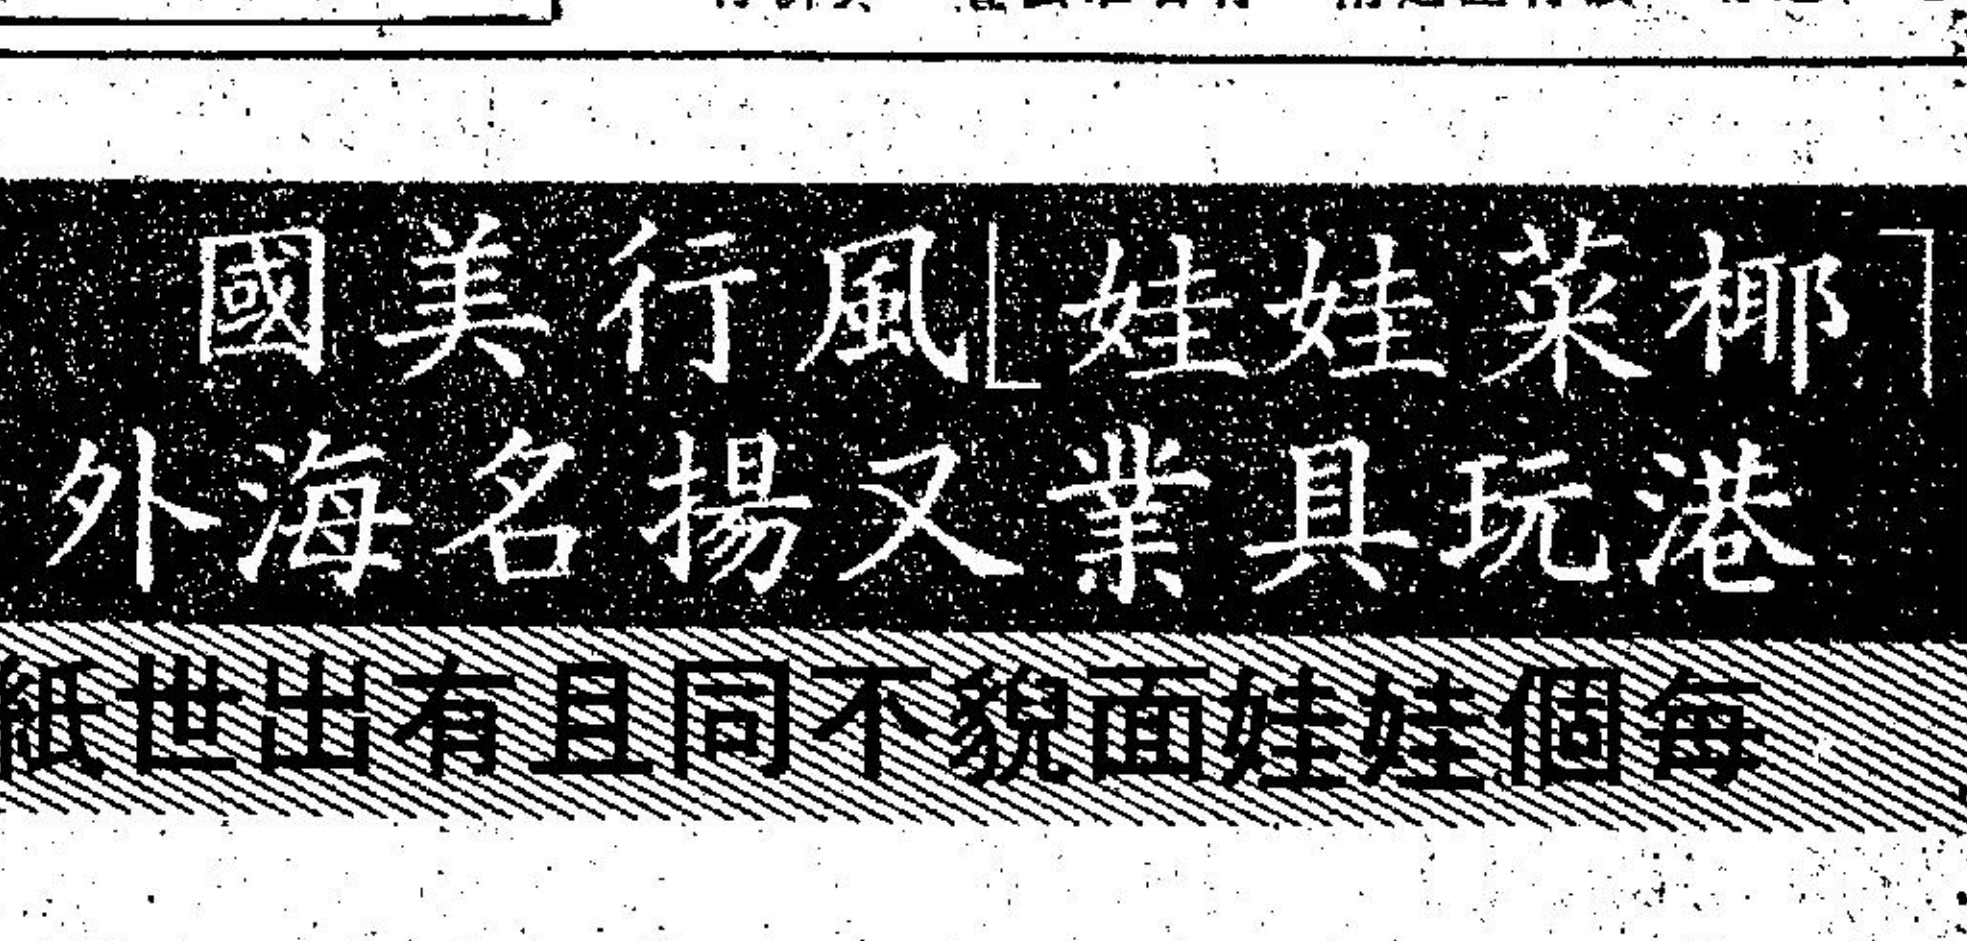 「椰菜娃娃」風行美國
港玩具業又揚名海外
每個娃娃面貌不同且有出世紙